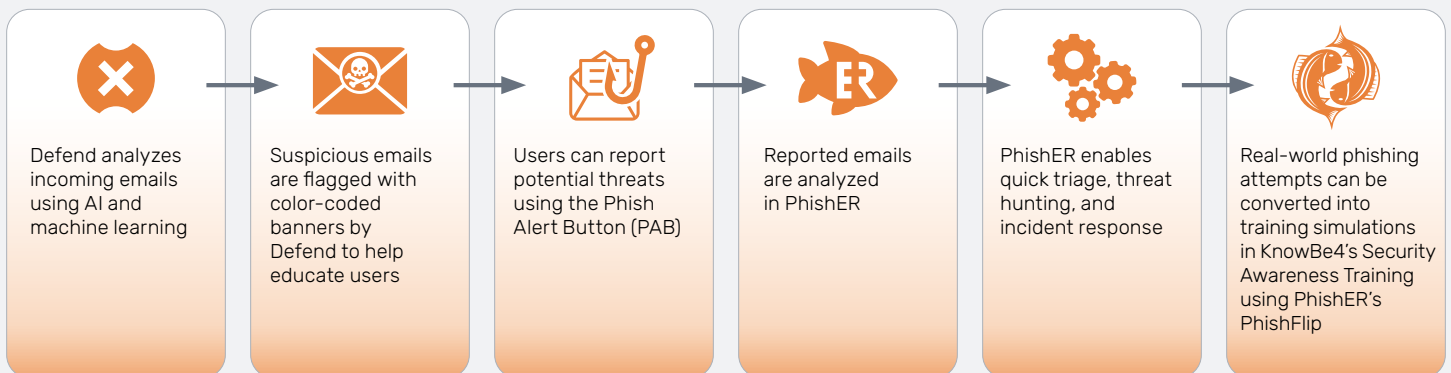 ER
Defend analyzes
incoming emails
using AI and
machine learning
Suspicious emails
are flagged with
color-coded
banners by
Defend to help
educate users
Users can report
potential threats
using the Phish
Alert Button (PAB)
Reported emails
are analyzed
in PhishER
PhishER enables
quick triage, threat
hunting, and
incident response
Real-world phishing
attempts can be
converted into
training simulations
in KnowBe4's Security
Awareness Training
using PhishER's
PhishFlip